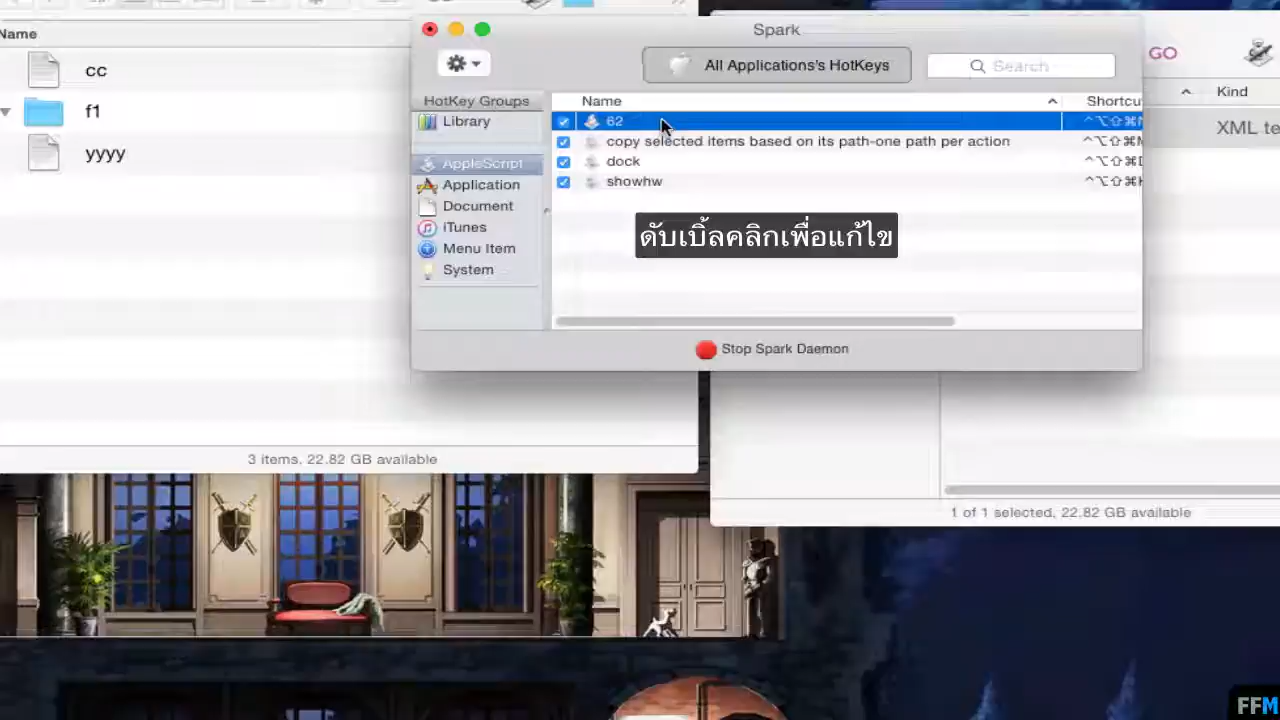 Name
cc
f1
yyyy
3 items, 22.82 GB available
Spark
All Applications's HotKeys
Search
HotKey Groups
Library
AppleScript
Application
Document
iTunes
Menu Item
System
Name
Shortcu
62
^⌥⇧⌘
copy selected items based on its path-one path per action
^⌥⇧⌘
dock
^⌥⇧⌘
showhw
^⌥⇧⌘
ดับเบิ้ลคลิกเพื่อแก้ไข
Stop Spark Daemon
GO
Kind
XML te
1 of 1 selected, 22.82 GB available
FFM